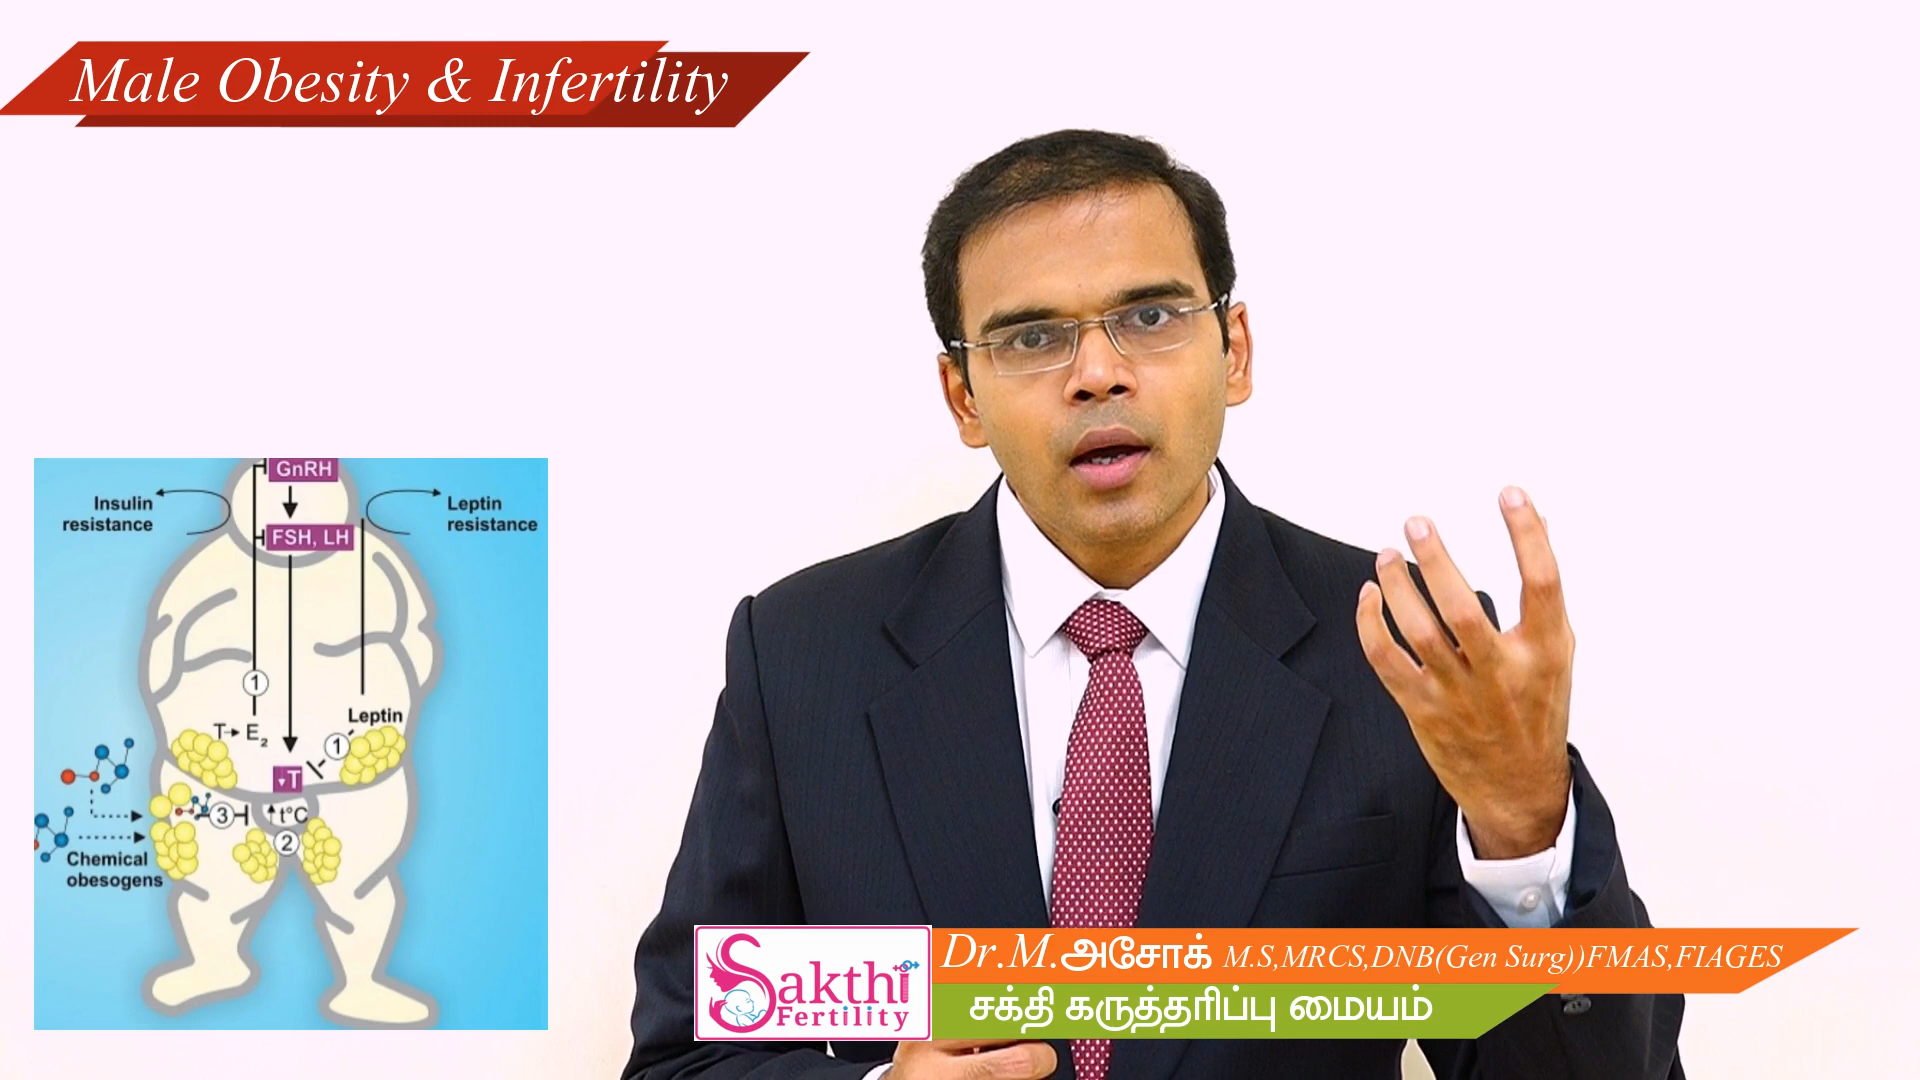 Male Obesity & Infertility
GnRH
Insulin
resistance
Leptin
resistance
FSH, LH
1
T→ E₂
Leptin
1
T
3
t°C
2
Chemical
obesogens
Sakthi
Fertility
Dr.M.அசோக் M.S,MRCS,DNB(Gen Surg))FMAS,FIAGES
சக்தி கருத்தரிப்பு மையம்